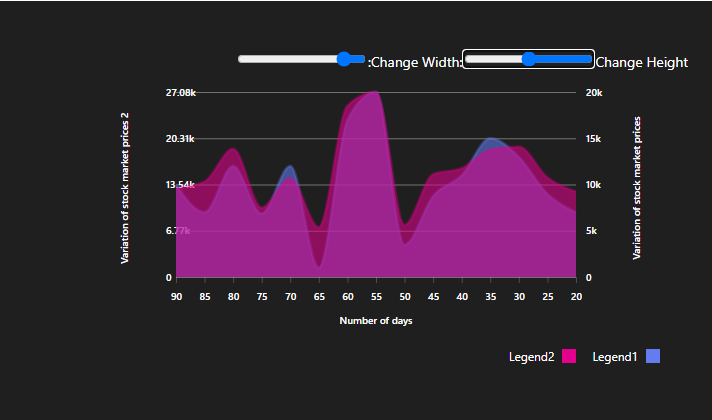 :Change Width:
Change Height
27.08k
20.31k
13.54k
6.77k
0
Variation of stock market prices 2
20k
15k
10k
5k
0
Variation of stock market prices
90 85 80 75 70 65 60 55 50 45 40 35 30 25 20
Number of days
Legend2 Legend1